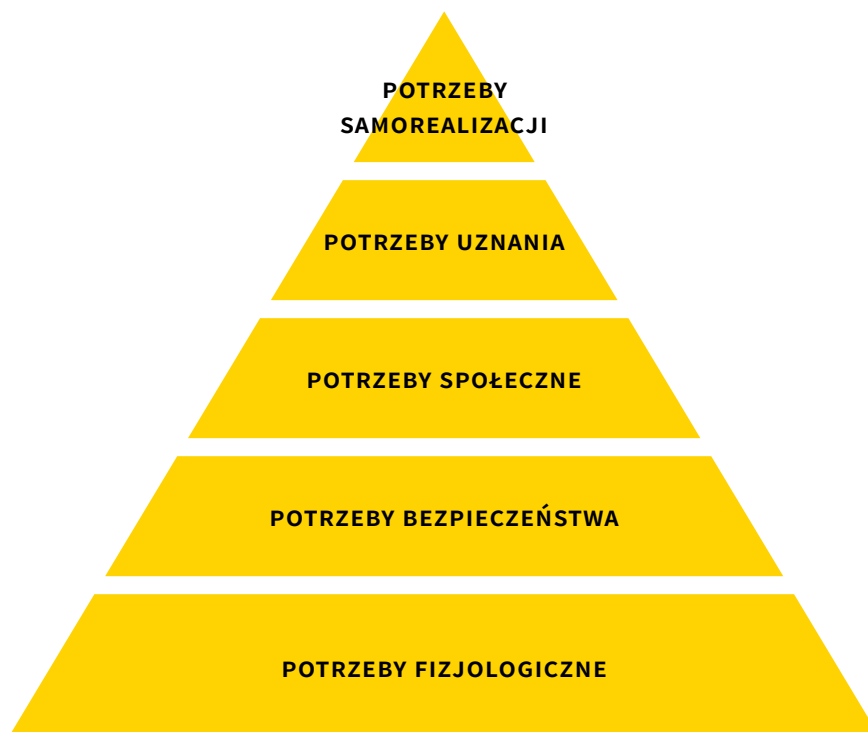 POTRZEBY
SAMOREALIZACJI
POTRZEBY UZNANIA
POTRZEBY SPOŁECZNE
POTRZEBY BEZPIECZEŃSTWA
POTRZEBY FIZJOLOGICZNE